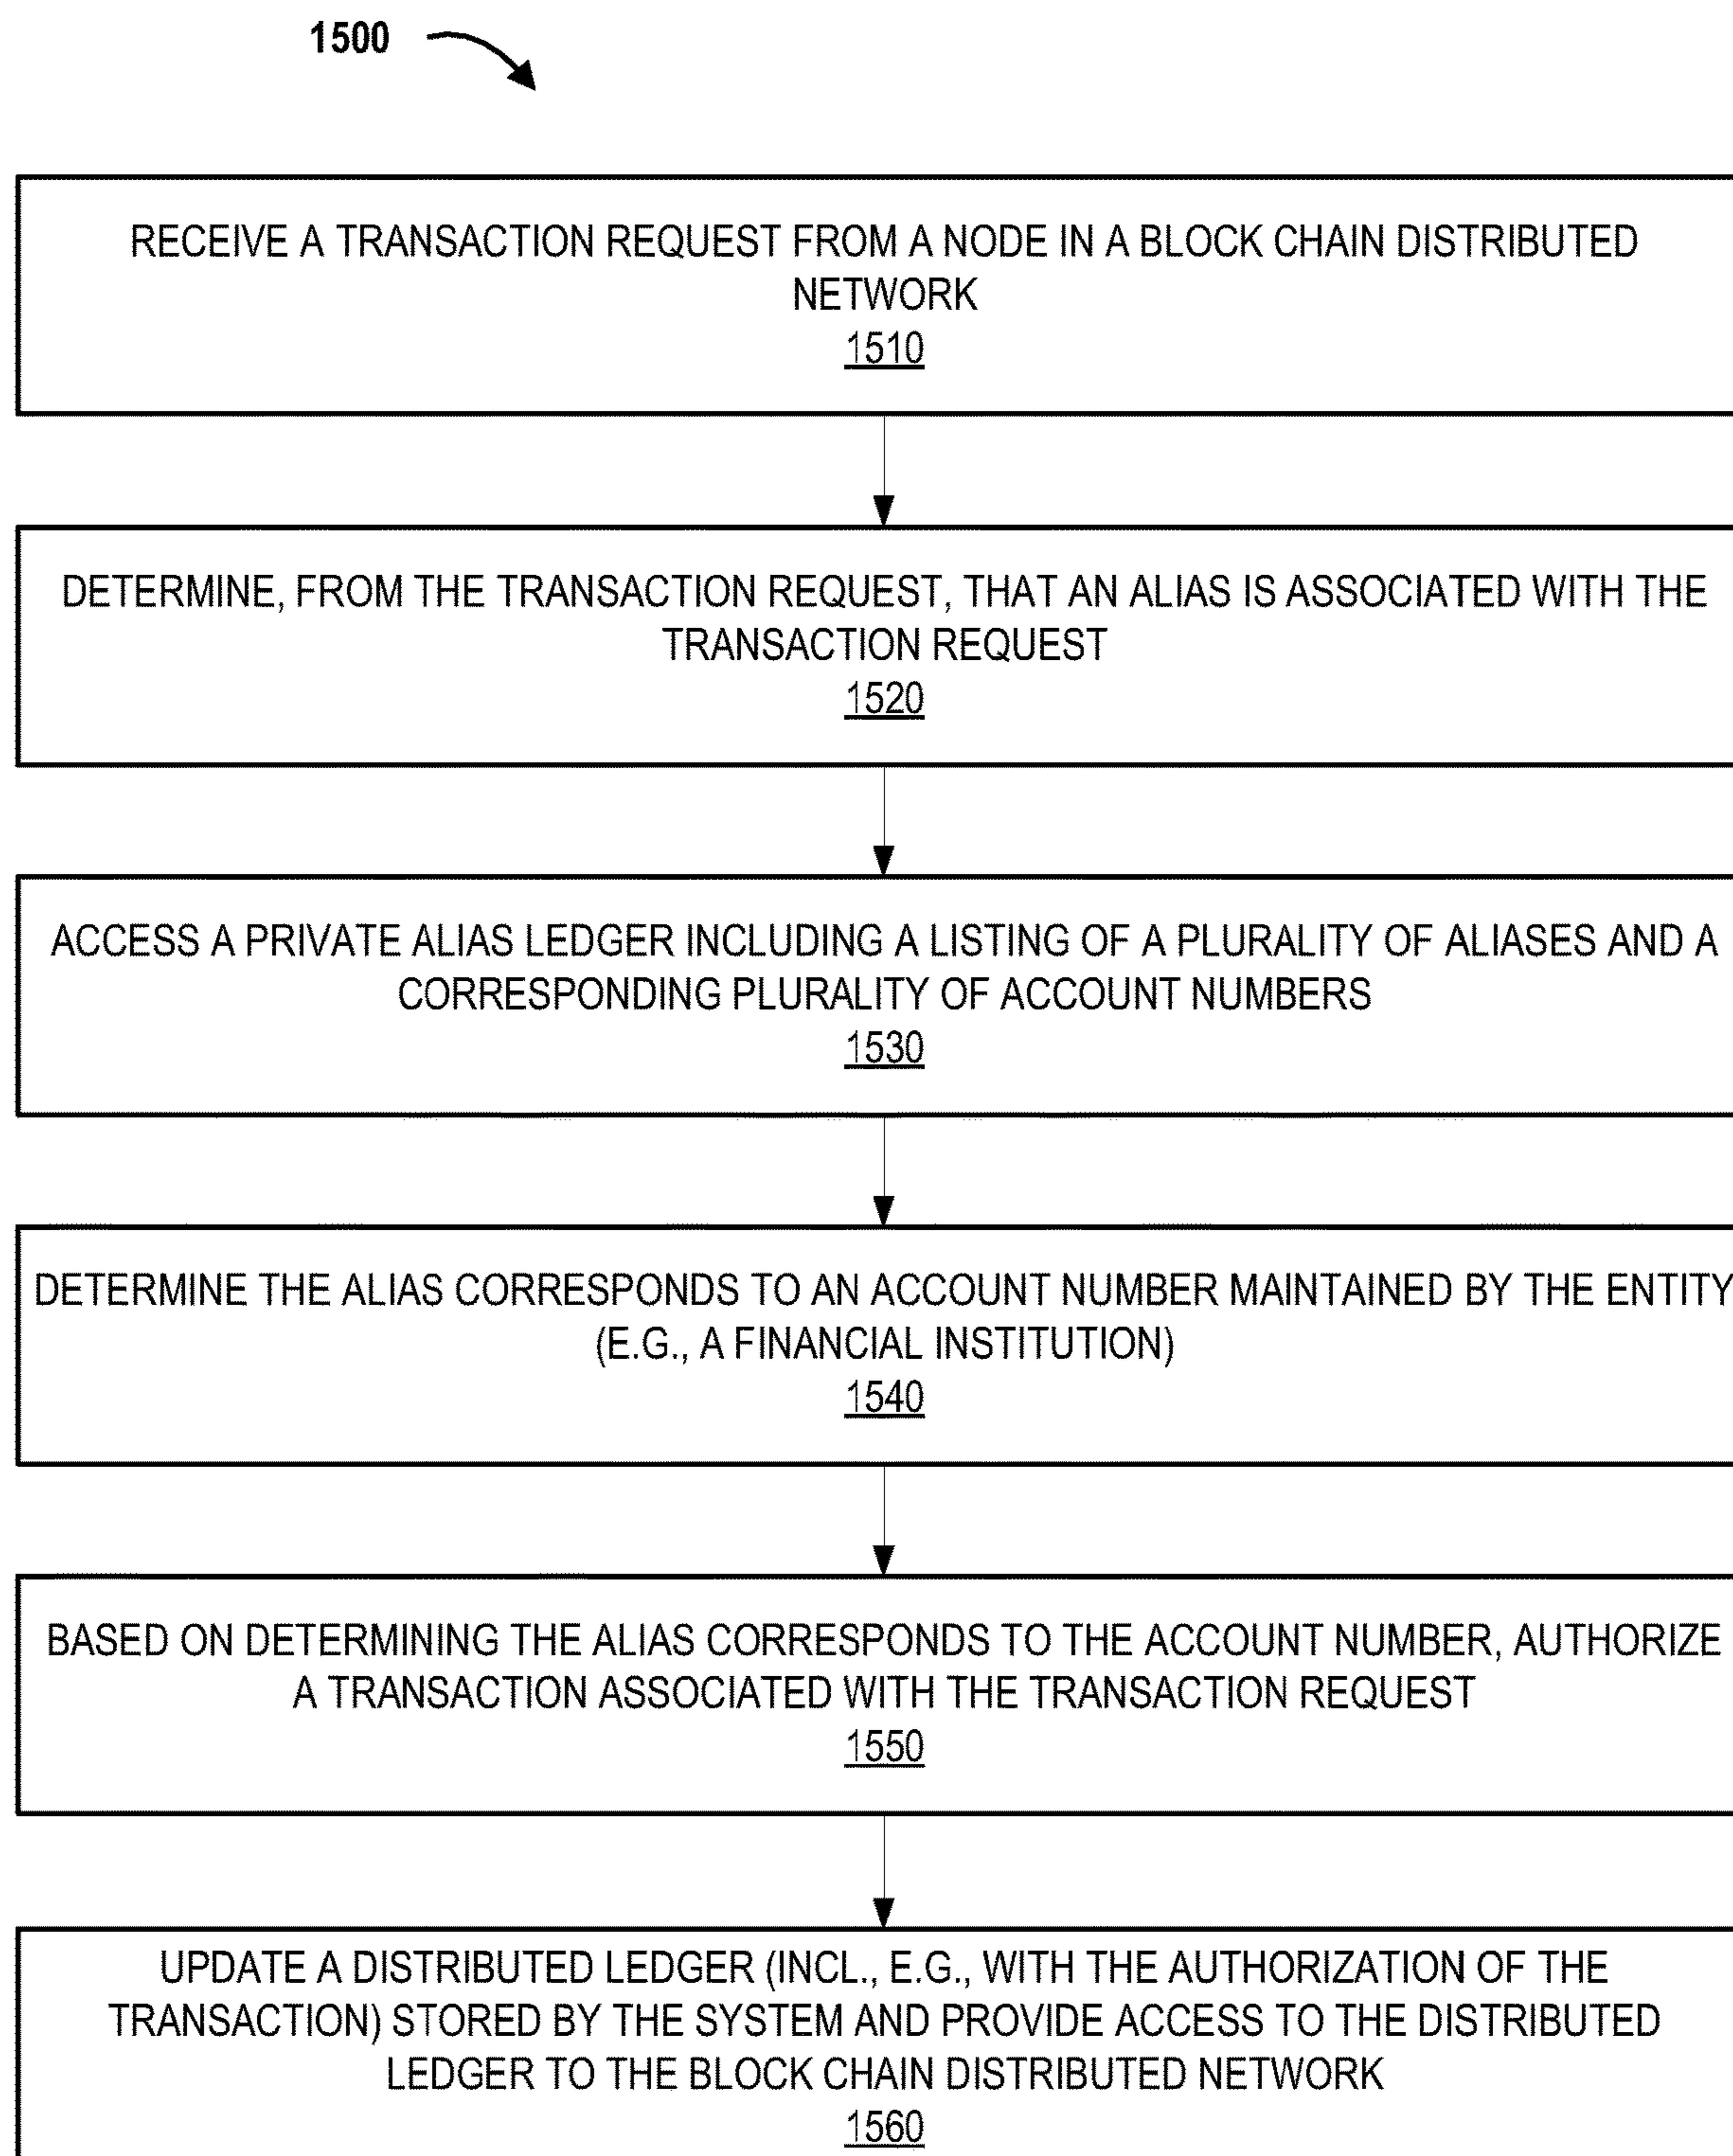 1500
RECEIVE A TRANSACTION REQUEST FROM A NODE IN A BLOCK CHAIN DISTRIBUTED
NETWORK
1510
DETERMINE, FROM THE TRANSACTION REQUEST, THAT AN ALIAS IS ASSOCIATED WITH THE
TRANSACTION REQUEST
1520
ACCESS A PRIVATE ALIAS LEDGER INCLUDING A LISTING OF A PLURALITY OF ALIASES AND A
CORRESPONDING PLURALITY OF ACCOUNT NUMBERS
1530
DETERMINE THE ALIAS CORRESPONDS TO AN ACCOUNT NUMBER MAINTAINED BY THE ENTITY
(E.G., A FINANCIAL INSTITUTION)
1540
BASED ON DETERMINING THE ALIAS CORRESPONDS TO THE ACCOUNT NUMBER, AUTHORIZE
A TRANSACTION ASSOCIATED WITH THE TRANSACTION REQUEST
1550
UPDATE A DISTRIBUTED LEDGER (INCL., E.G., WITH THE AUTHORIZATION OF THE
TRANSACTION) STORED BY THE SYSTEM AND PROVIDE ACCESS TO THE DISTRIBUTED
LEDGER TO THE BLOCK CHAIN DISTRIBUTED NETWORK
1560